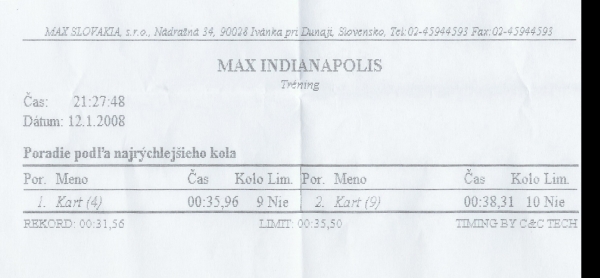 MAX SLOVAKIA, s.r.o., Nádražná 34, 90028 Ivánka pri Dunaji, Slovensko, Tel:02-45944593 Fax:02-45944593
MAX INDIANAPOLIS
Tréning
Čas: 21:27:48
Dátum: 12.1.2008
Poradie podľa najrýchlejšieho kola
Por. Meno Čas Kolo Lim. Por. Meno Čas Kolo Lim.
1. Kart (4) 00:35,96 9 Nie 2. Kart (9) 00:38,31 10 Nie
REKORD: 00:31,56 LIMIT: 00:35,50 TIMING BY C&C TECH